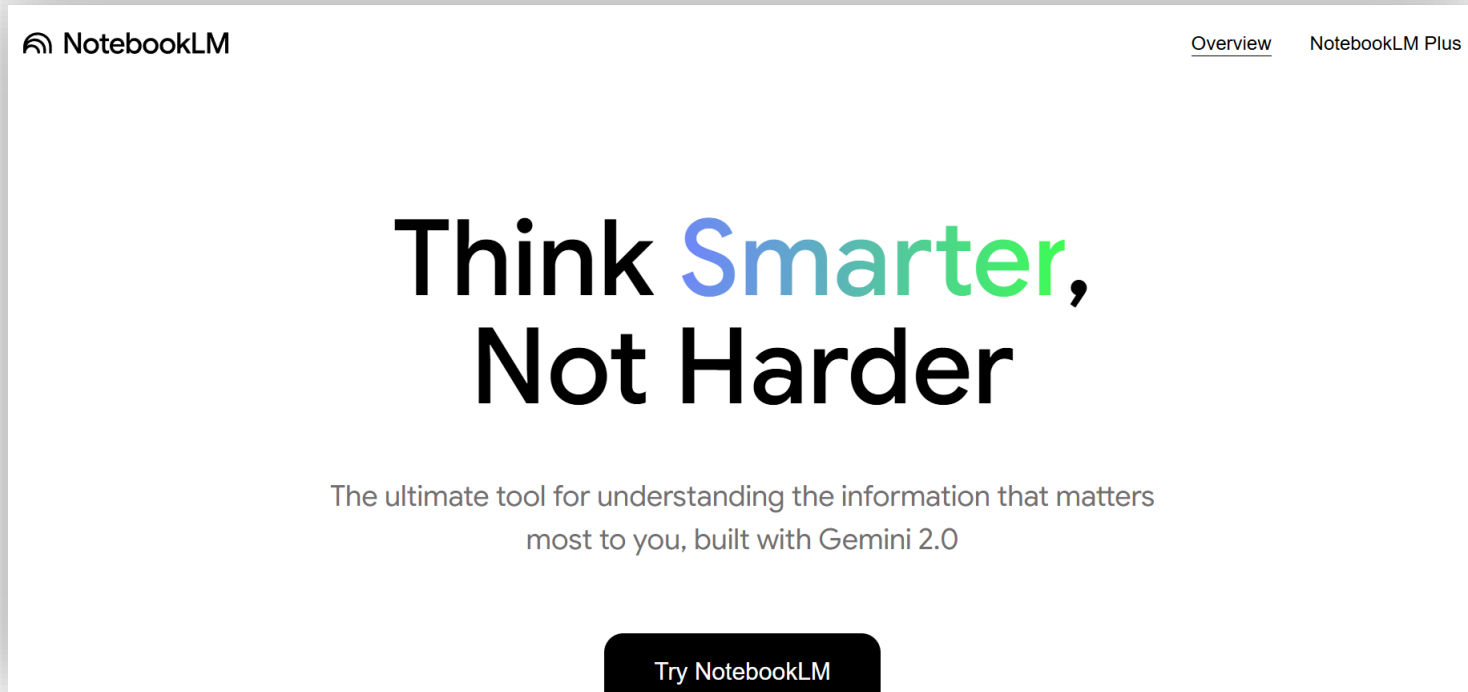 NotebookLM
Overview NotebookLM Plus
Think Smarter,
Not Harder
The ultimate tool for understanding the information that matters
most to you, built with Gemini 2.0
Try NotebookLM